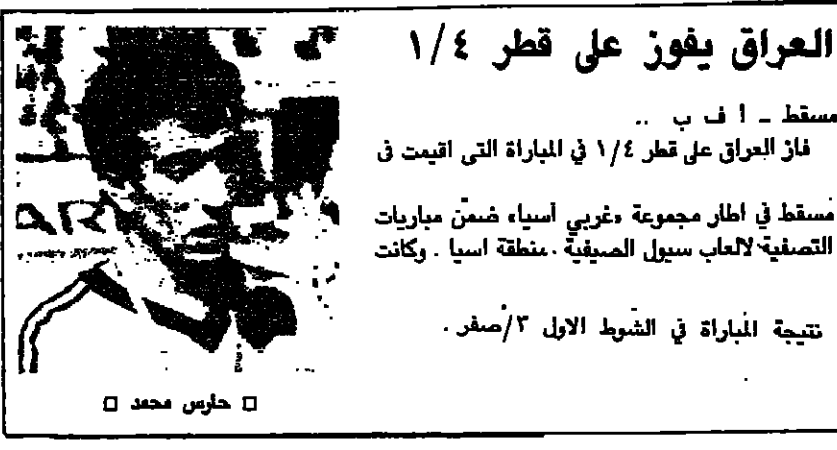 العراق يفوز على قطر ١/٤
مسقط ـ ا ف ب ..
فاز العراق على قطر ١/٤ في المباراة التى اقيمت فى
مسقط في اطار مجموعة «غربي آسيا» ضمن مباريات
التصفية لالعاب سيول الصيفية . منطقة اسيا . وكانت
نتيجة المباراة في الشوط الاول ٣/صفر .
AR
□ حارس محمد □